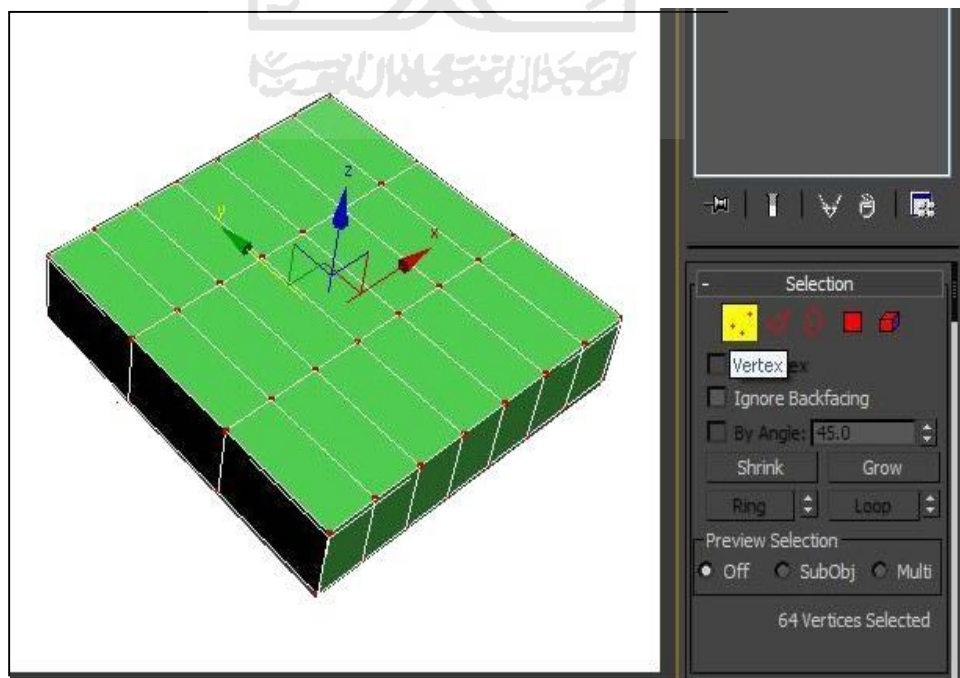 z
y
x
- Selection
Vertex ex
Ignore Backfacing
By Angle: 45.0
Shrink Grow
Ring Loop
Preview Selection
Off SubObj Multi
64 Vertices Selected